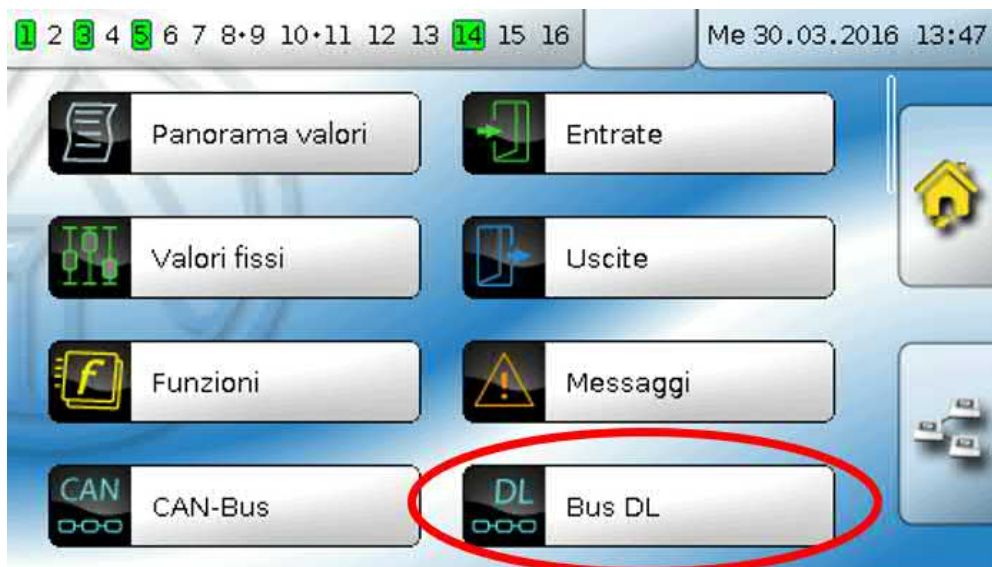 1 2 3 4 5 6 7 8•9 10•11 12 13 14 15 16 Me 30.03.2016 13:47
Panorama valori
Entrate
Valori fissi
Uscite
f Funzioni
Messaggi
CAN CAN-Bus
DL Bus DL